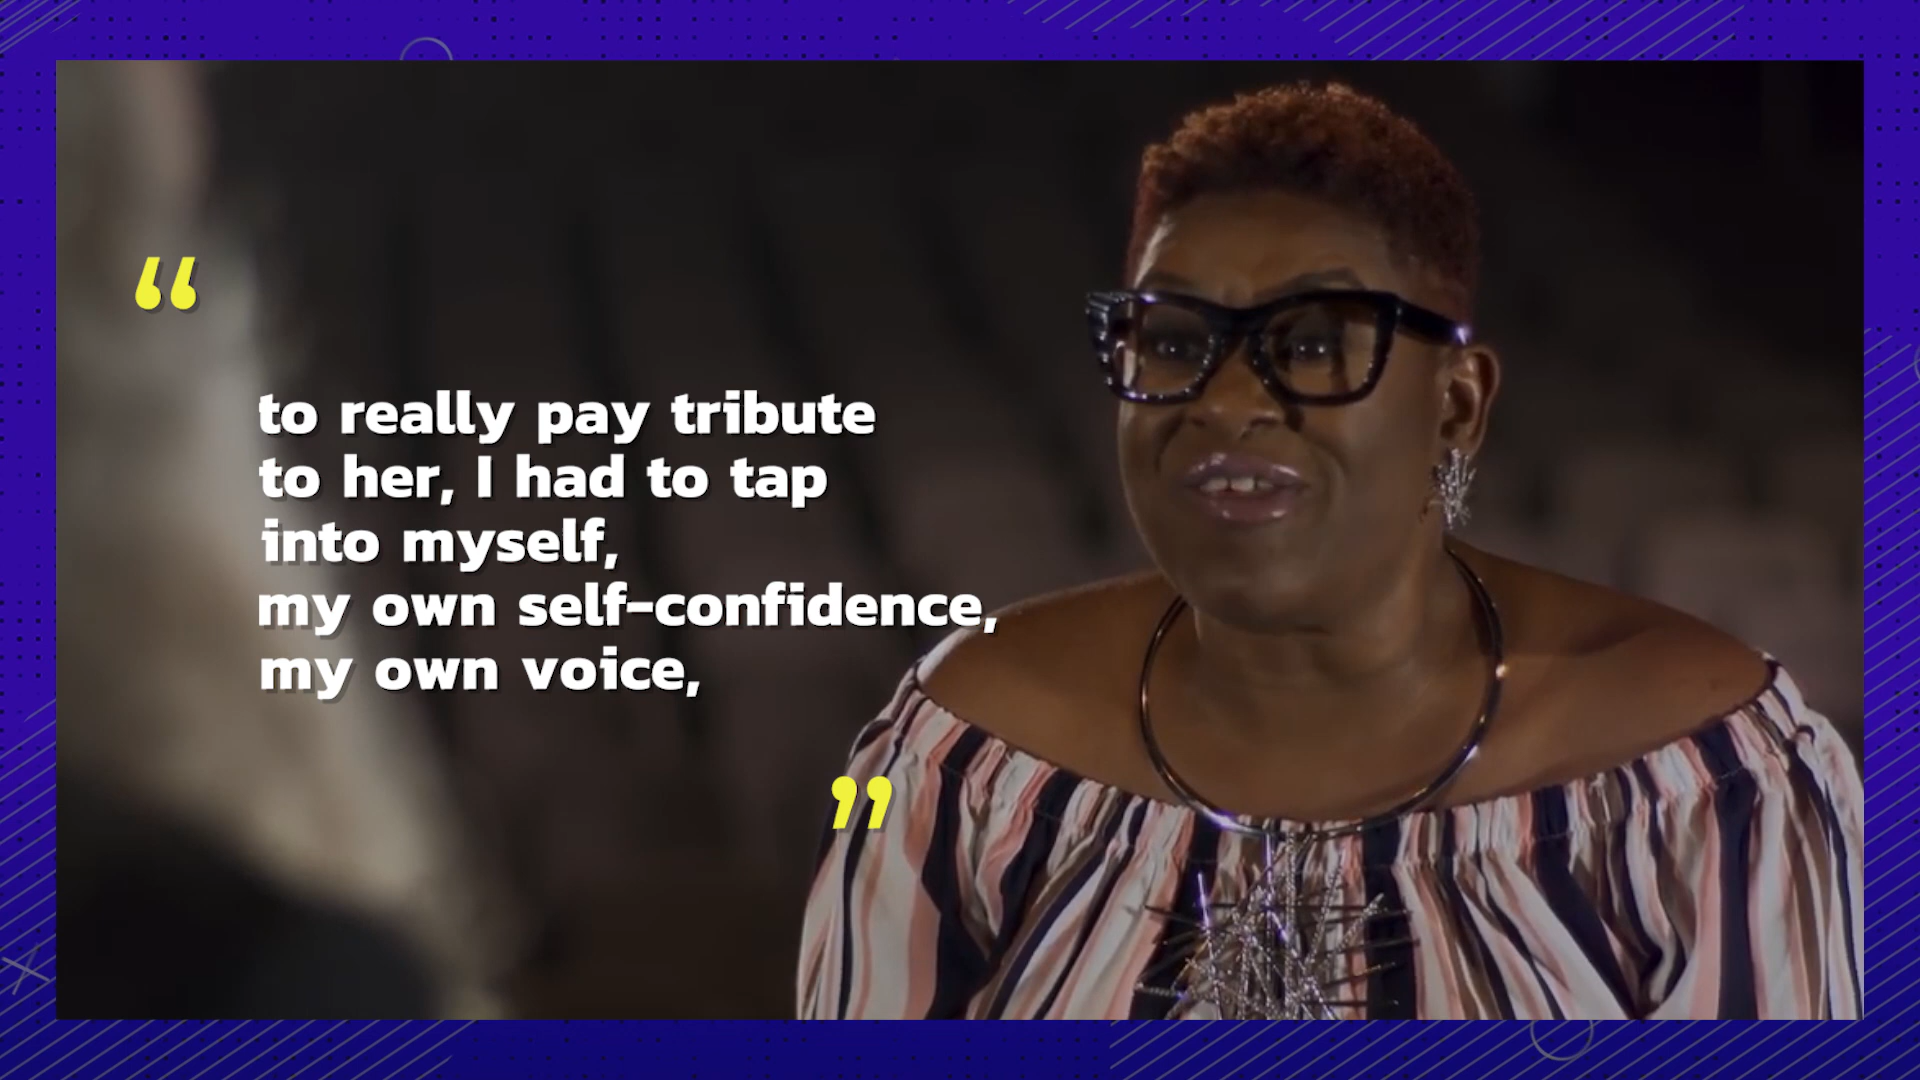 “
to really pay tribute
to her, I had to tap
into myself,
my own self-confidence,
my own voice,
”